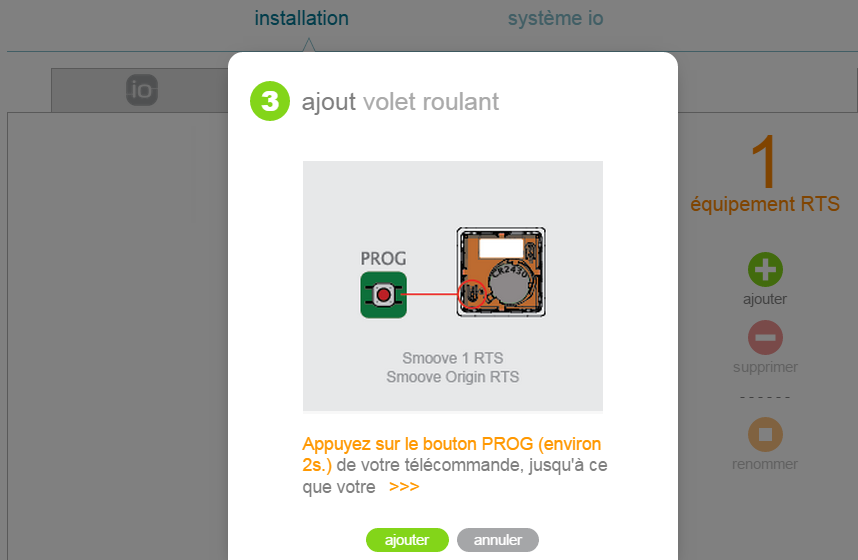 installation
système io
io
3 ajout volet roulant
1
équipement RTS
PROG
CR2430
Smoove 1 RTS
Smoove Origin RTS
ajouter
supprimer
------
renommer
Appuyez sur le bouton PROG (environ
2s.) de votre télécommande, jusqu'à ce
que votre >>>
ajouter
annuler